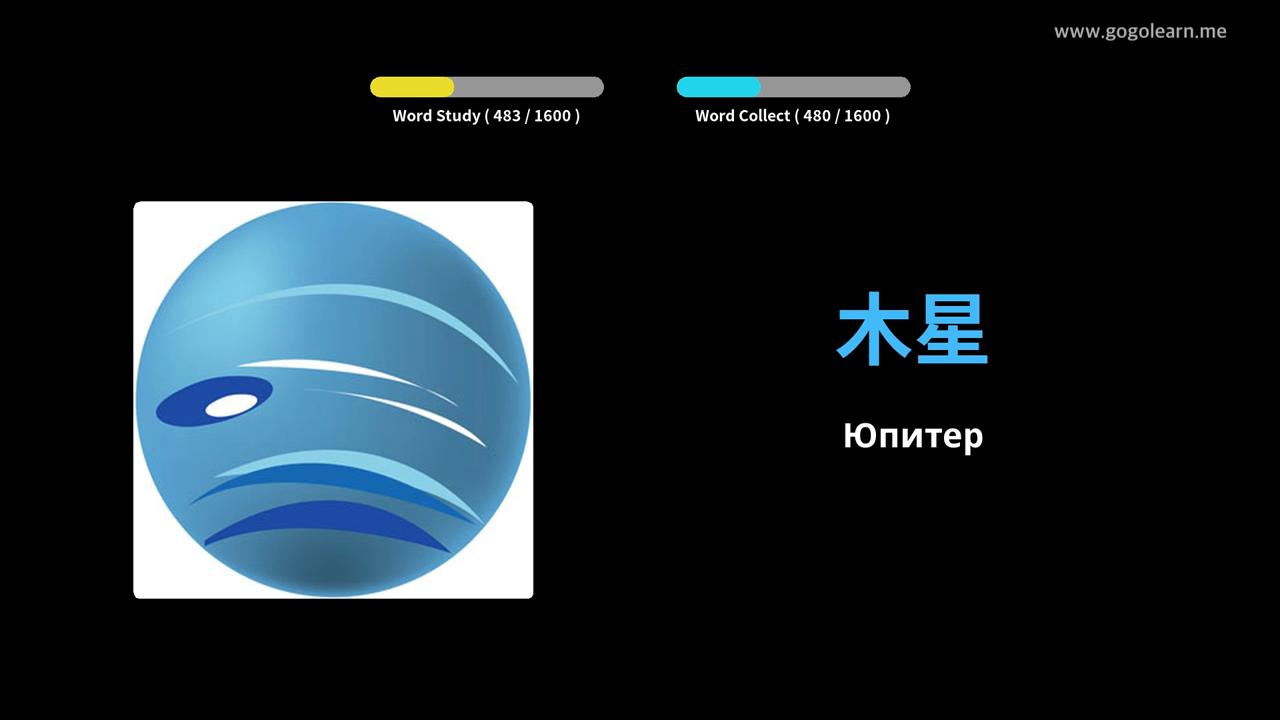 www.gogolearn.me
Word Study ( 483 / 1600 )
Word Collect ( 480 / 1600 )
木星
Юпитер